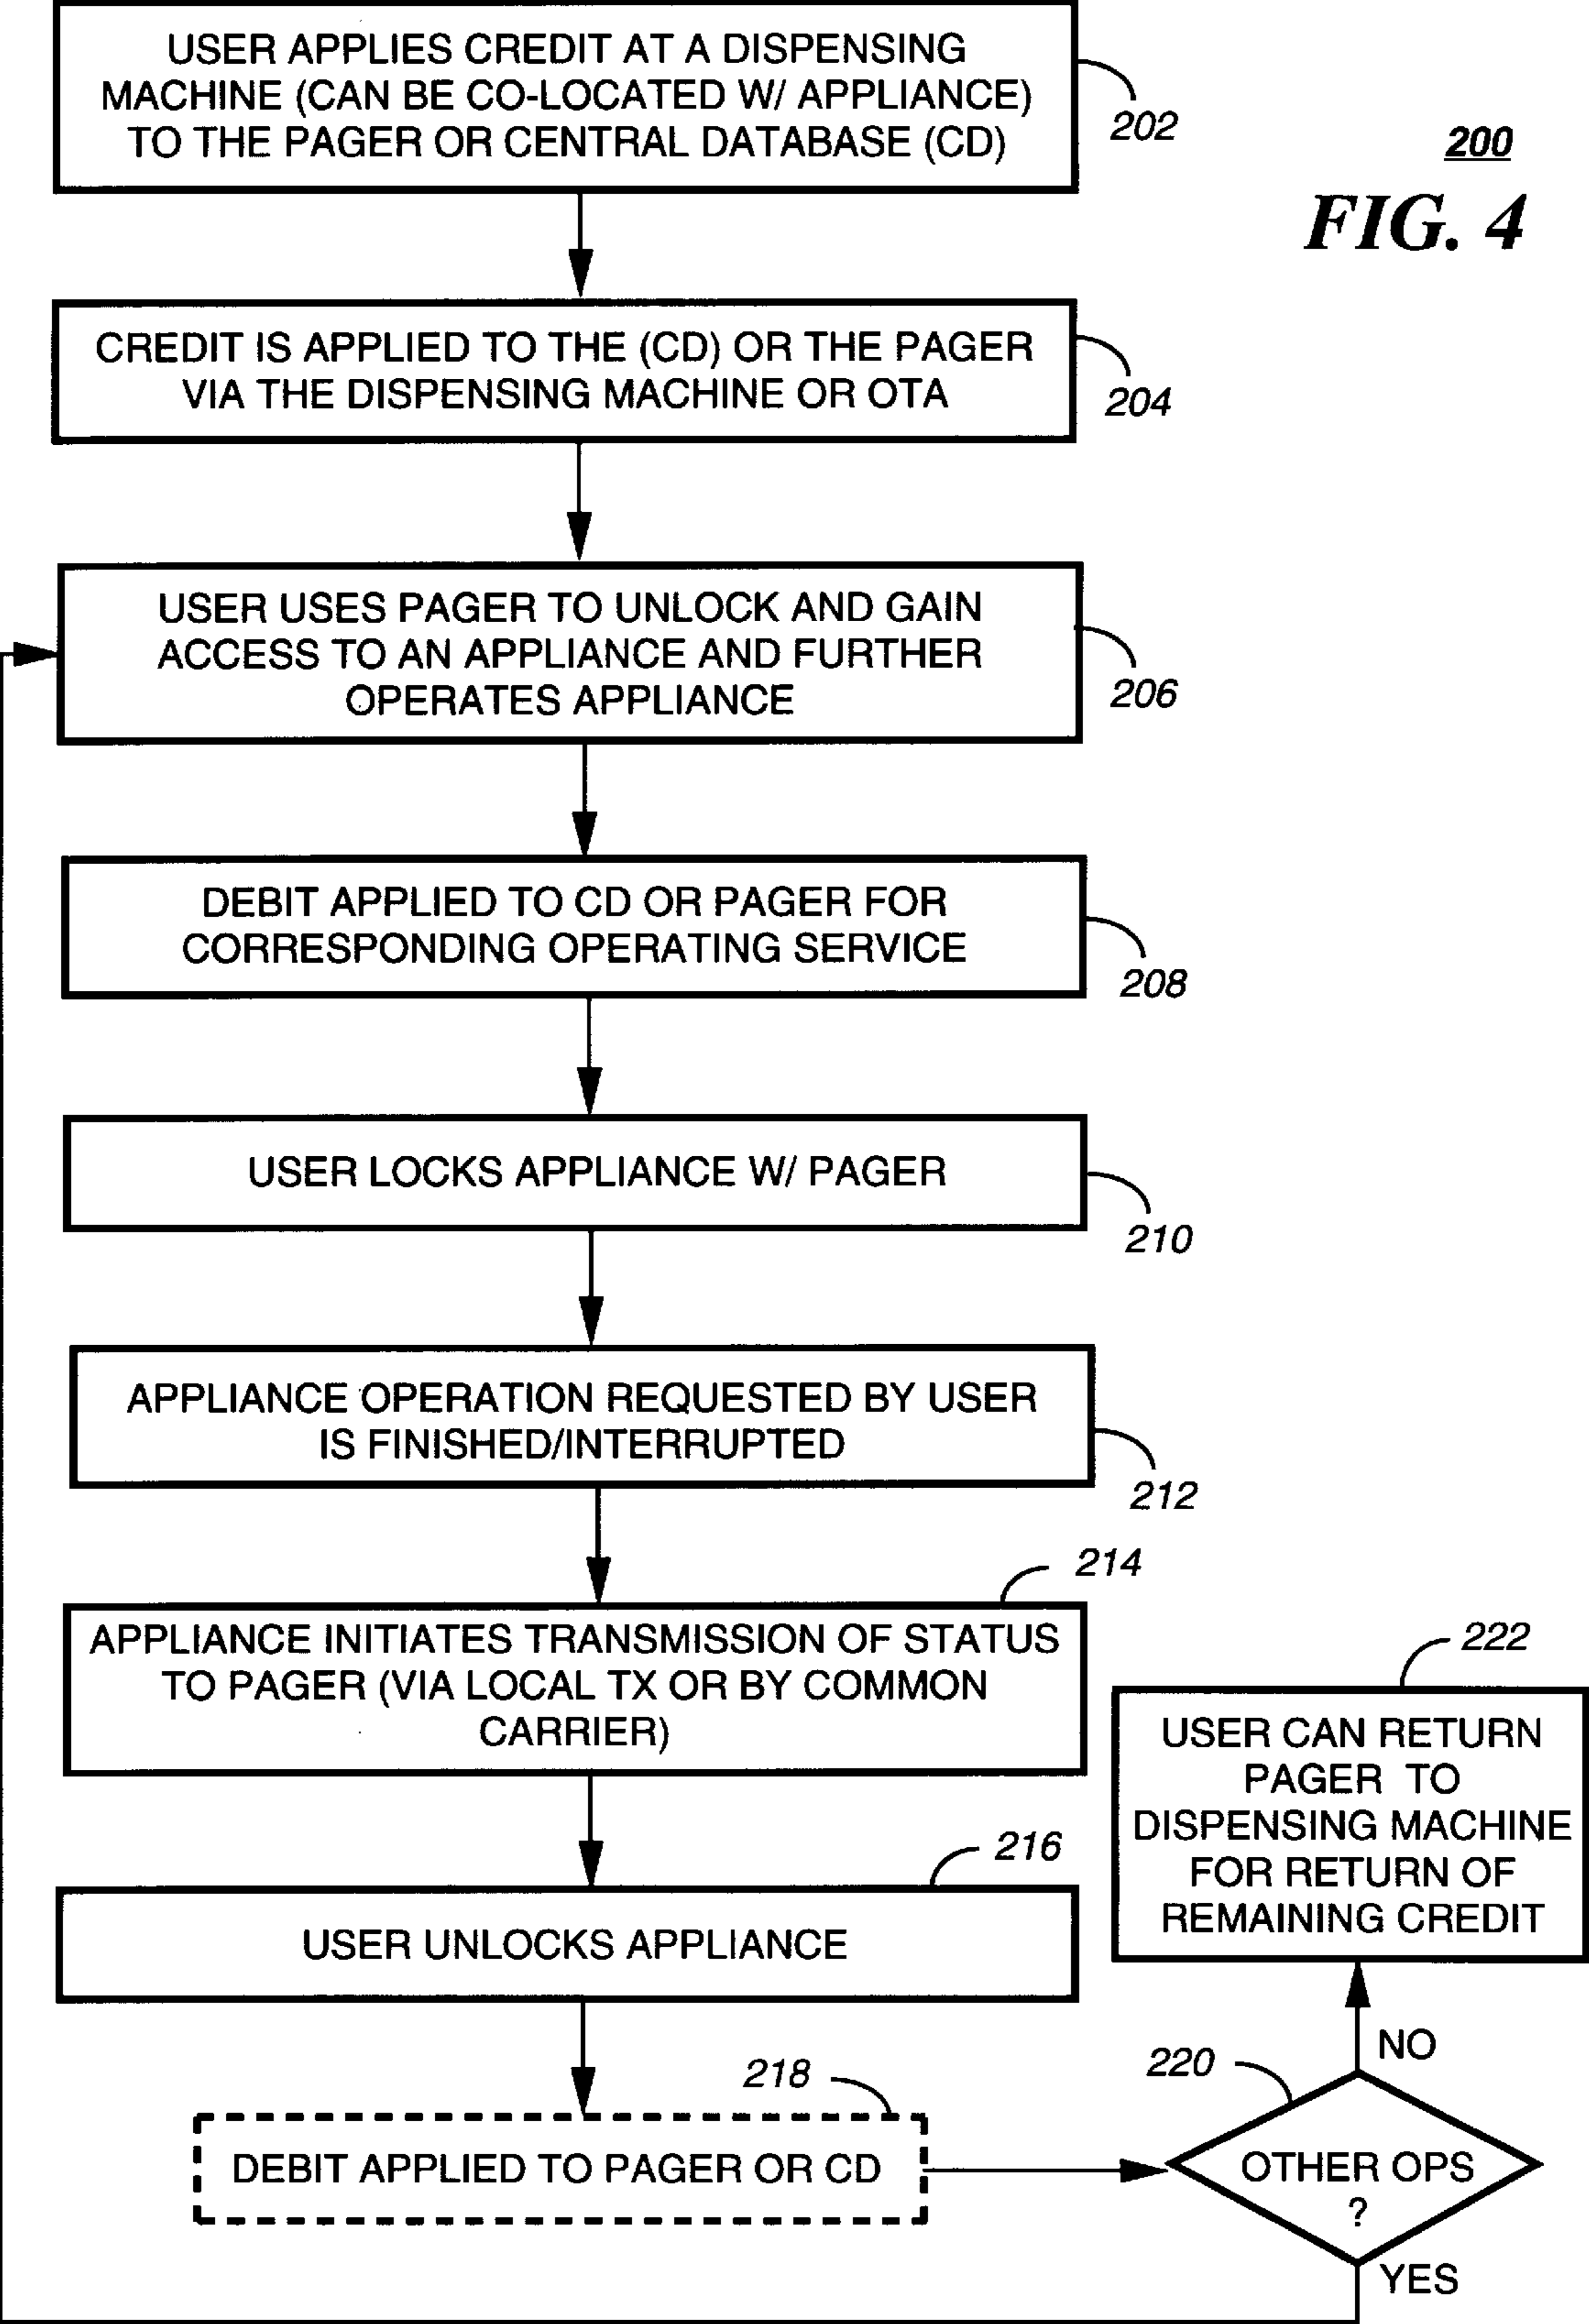 USER APPLIES CREDIT AT A DISPENSING
MACHINE (CAN BE CO-LOCATED W/ APPLIANCE)
TO THE PAGER OR CENTRAL DATABASE (CD)
202
200
FIG. 4
CREDIT IS APPLIED TO THE (CD) OR THE PAGER
VIA THE DISPENSING MACHINE OR OTA
204
USER USES PAGER TO UNLOCK AND GAIN
ACCESS TO AN APPLIANCE AND FURTHER
OPERATES APPLIANCE
206
DEBIT APPLIED TO CD OR PAGER FOR
CORRESPONDING OPERATING SERVICE
208
USER LOCKS APPLIANCE W/ PAGER
210
APPLIANCE OPERATION REQUESTED BY USER
IS FINISHED/INTERRUPTED
212
214
APPLIANCE INITIATES TRANSMISSION OF STATUS
TO PAGER (VIA LOCAL TX OR BY COMMON
CARRIER)
216
USER UNLOCKS APPLIANCE
218
DEBIT APPLIED TO PAGER OR CD
220
OTHER OPS
?
YES
NO
222
USER CAN RETURN
PAGER TO
DISPENSING MACHINE
FOR RETURN OF
REMAINING CREDIT